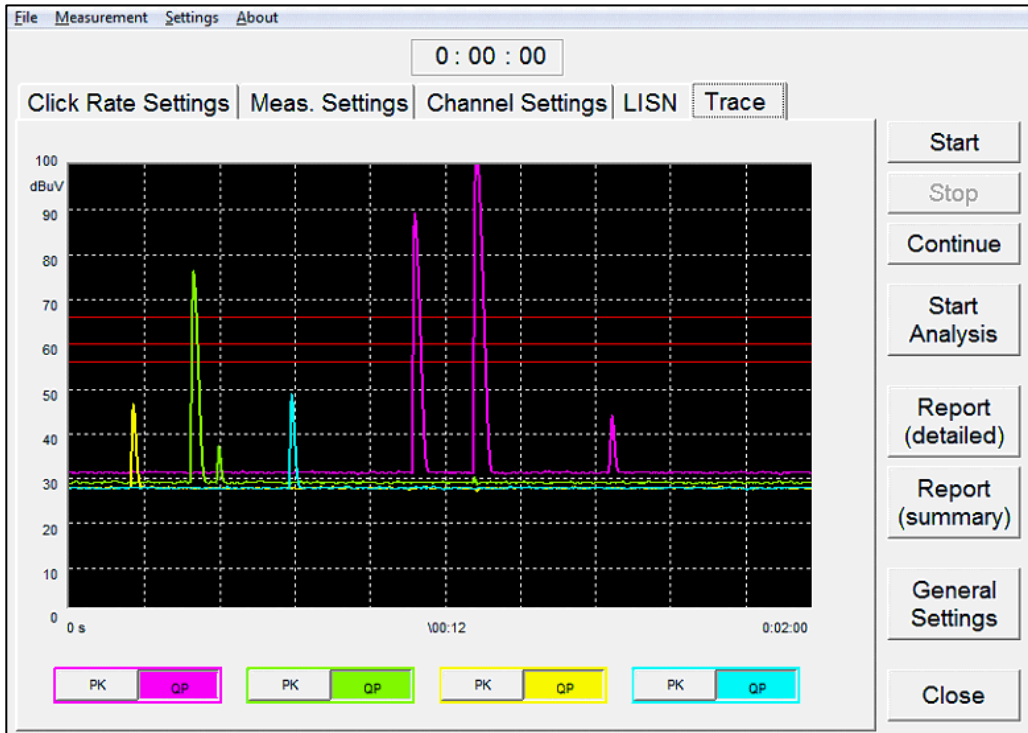 File Measurement Settings About
0 : 00 : 00
Click Rate Settings Meas. Settings Channel Settings LISN Trace
100
dBuV
90
80
70
60
50
40
30
20
10
0
0 s \00:12 0:02:00
PK QP PK QP PK QP PK QP
Start
Stop
Continue
Start
Analysis
Report
(detailed)
Report
(summary)
General
Settings
Close